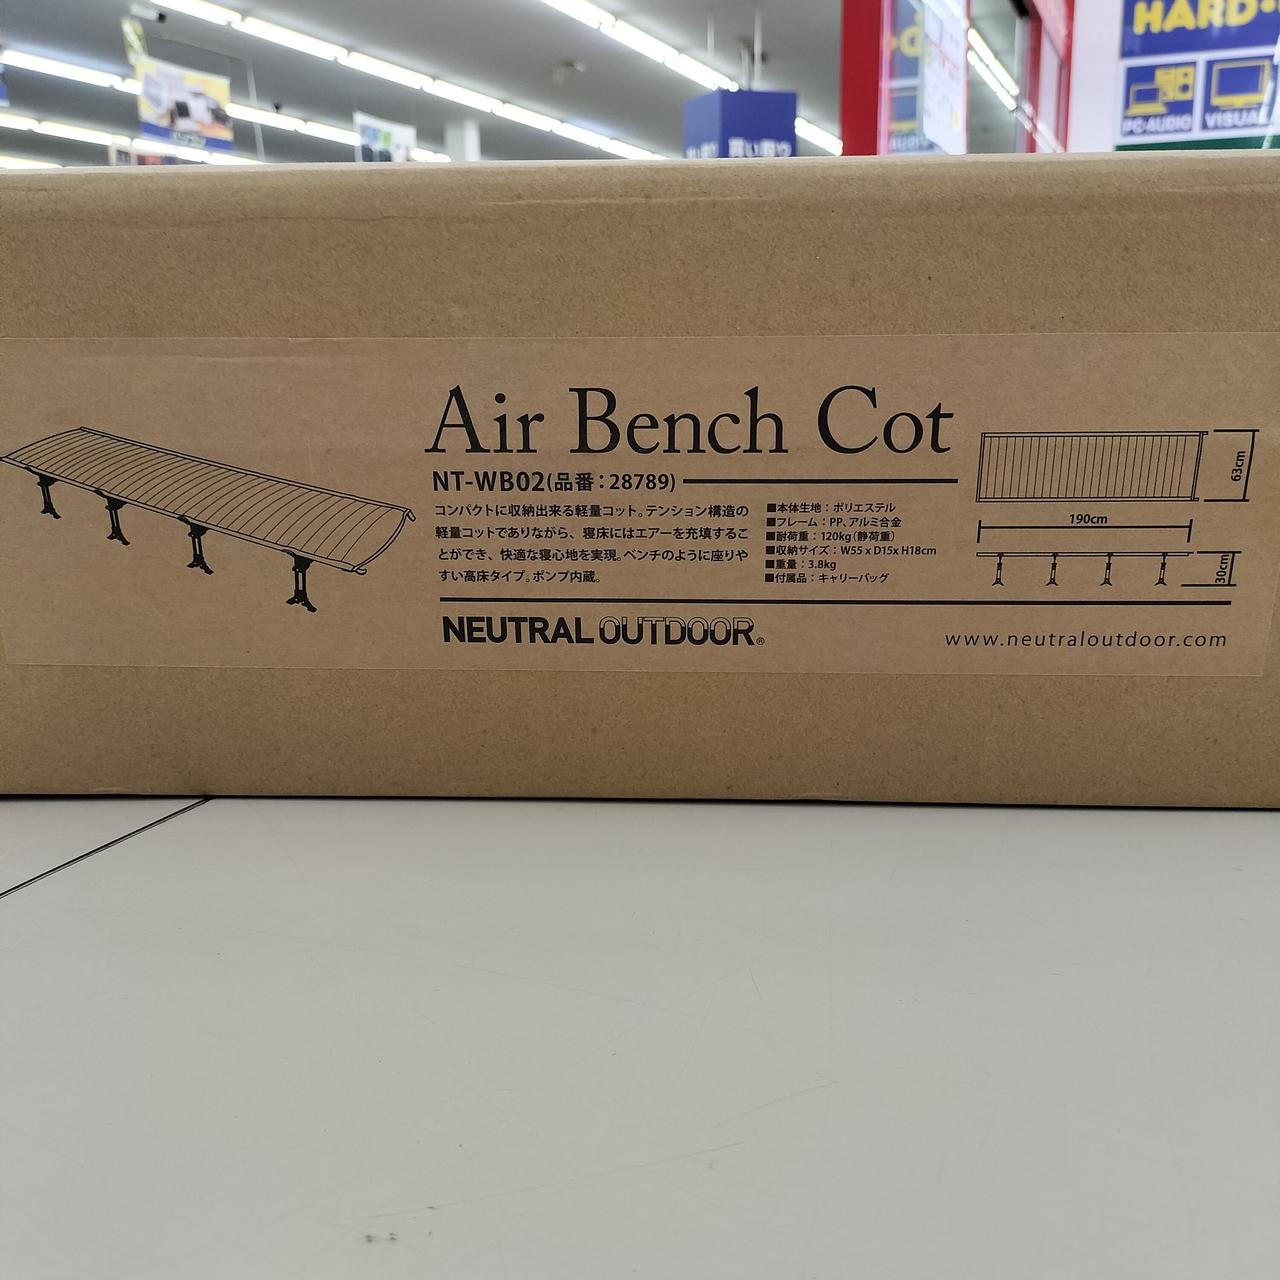 HARD・
PC・AUDIO
VISUAL
買い取り
Air Bench Cot
NT-WB02(品番：28789)
コンパクトに収納出来る軽量コット。テンション構造の
軽量コットでありながら、寝床にはエアーを充填するこ
とができ、快適な寝心地を実現。ベンチのように座りや
すい高床タイプ。ポンプ内蔵。
■本体生地：ポリエステル
■フレーム：PP、アルミ合金
■耐荷重：120kg（静荷重）
■収納サイズ：W55 x D15x H18cm
■重量：3.8kg
■付属品：キャリーバッグ
63cm
190cm
30cm
NEUTRAL OUTDOOR®
www.neutraloutdoor.com